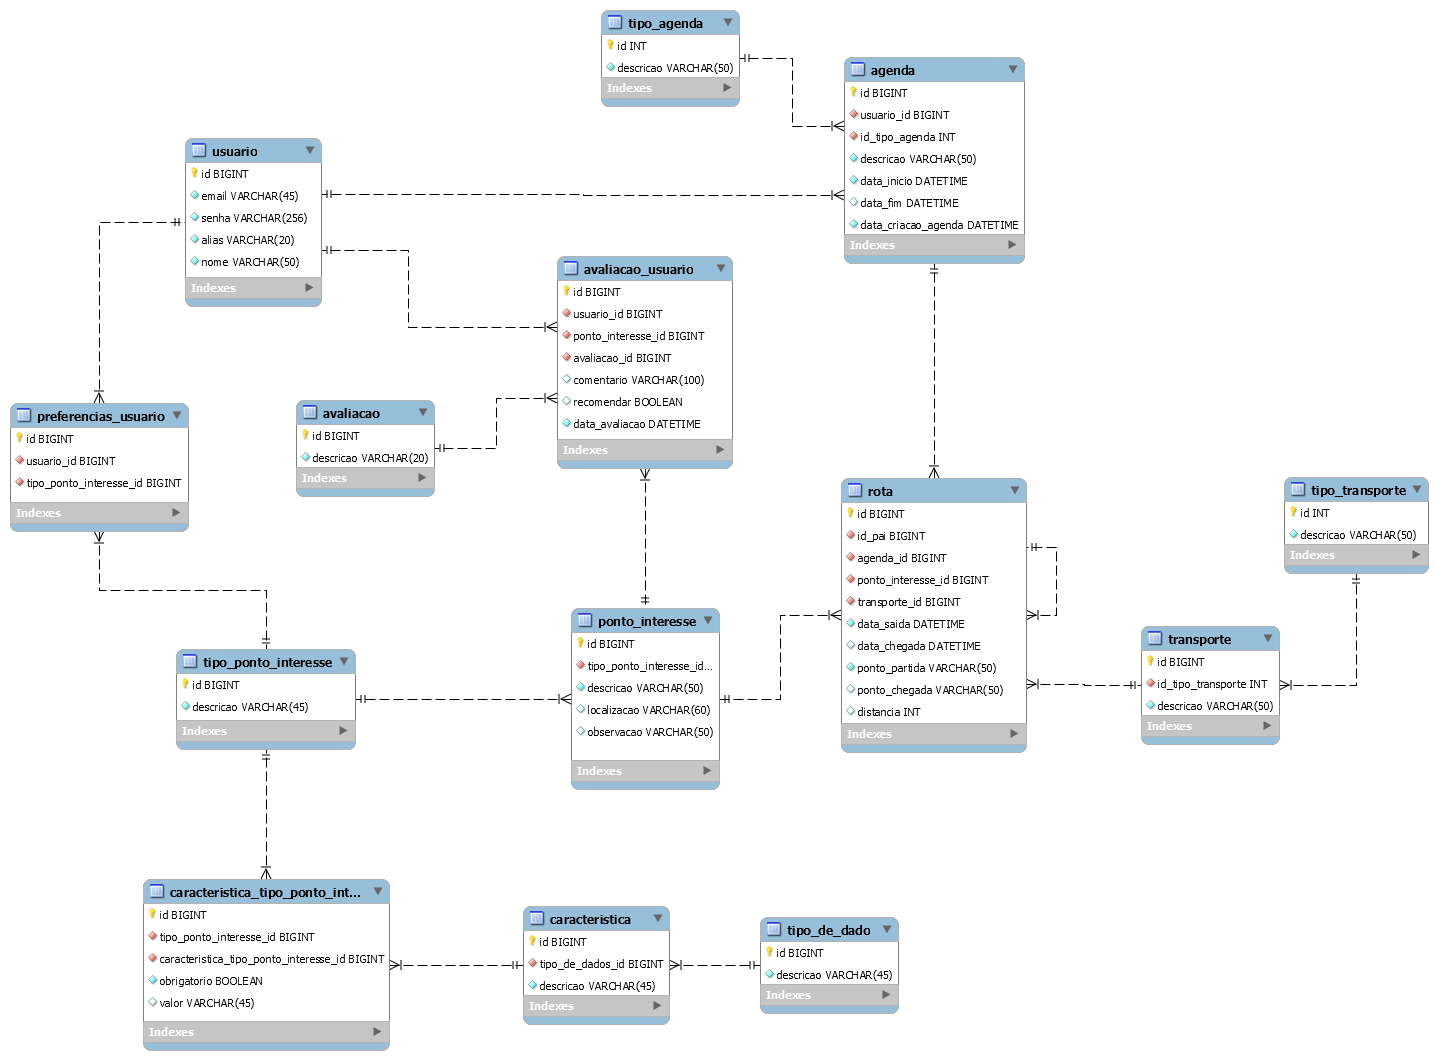 tipo_agenda
id INT
descricao VARCHAR(50)
Indexes
agenda
id BIGINT
usuario_id BIGINT
id_tipo_agenda INT
descricao VARCHAR(50)
data_inicio DATETIME
data_fim DATETIME
data_criacao_agenda DATETIME
Indexes
usuario
id BIGINT
email VARCHAR(45)
senha VARCHAR(256)
alias VARCHAR(20)
nome VARCHAR(50)
Indexes
avaliacao_usuario
id BIGINT
usuario_id BIGINT
ponto_interesse_id BIGINT
avaliacao_id BIGINT
comentario VARCHAR(100)
recomendar BOOLEAN
data_avaliacao DATETIME
Indexes
preferencias_usuario
id BIGINT
usuario_id BIGINT
tipo_ponto_interesse_id BIGINT
Indexes
avaliacao
id BIGINT
descricao VARCHAR(20)
Indexes
rota
id BIGINT
id_pai BIGINT
agenda_id BIGINT
ponto_interesse_id BIGINT
transporte_id BIGINT
data_saida DATETIME
data_chegada DATETIME
ponto_partida VARCHAR(50)
ponto_chegada VARCHAR(50)
distancia INT
Indexes
tipo_transporte
id INT
descricao VARCHAR(50)
Indexes
ponto_interesse
id BIGINT
tipo_ponto_interesse_id...
descricao VARCHAR(50)
localizacao VARCHAR(60)
observacao VARCHAR(50)
Indexes
transporte
id BIGINT
id_tipo_transporte INT
descricao VARCHAR(50)
Indexes
tipo_ponto_interesse
id BIGINT
descricao VARCHAR(45)
Indexes
caracteristica_tipo_ponto_int...
id BIGINT
tipo_ponto_interesse_id BIGINT
caracteristica_tipo_ponto_interesse_id BIGINT
obrigatorio BOOLEAN
valor VARCHAR(45)
Indexes
caracteristica
id BIGINT
tipo_de_dados_id BIGINT
descricao VARCHAR(45)
Indexes
tipo_de_dado
id BIGINT
descricao VARCHAR(45)
Indexes